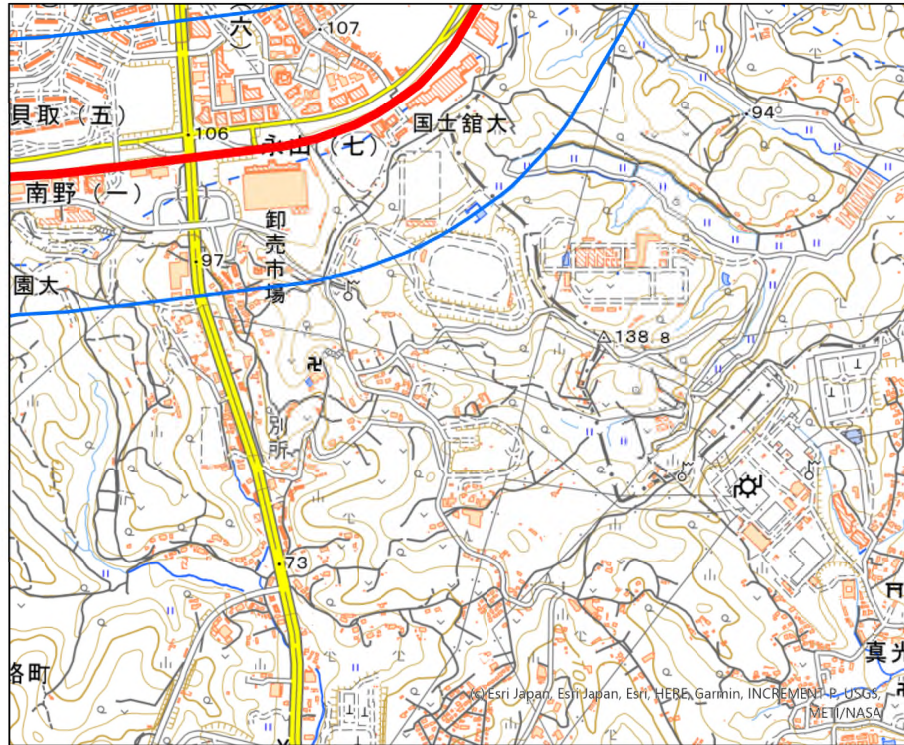 (六)
107
貝取(五)
106
永山(七)
国士舘大
94
南野(一)
卸売市場
97
園大
138.8
別所
73
真光
(c)Esri Japan, Esri Japan, Esri, HERE, Garmin, INCREMENT P, USGS,
METI/NASA